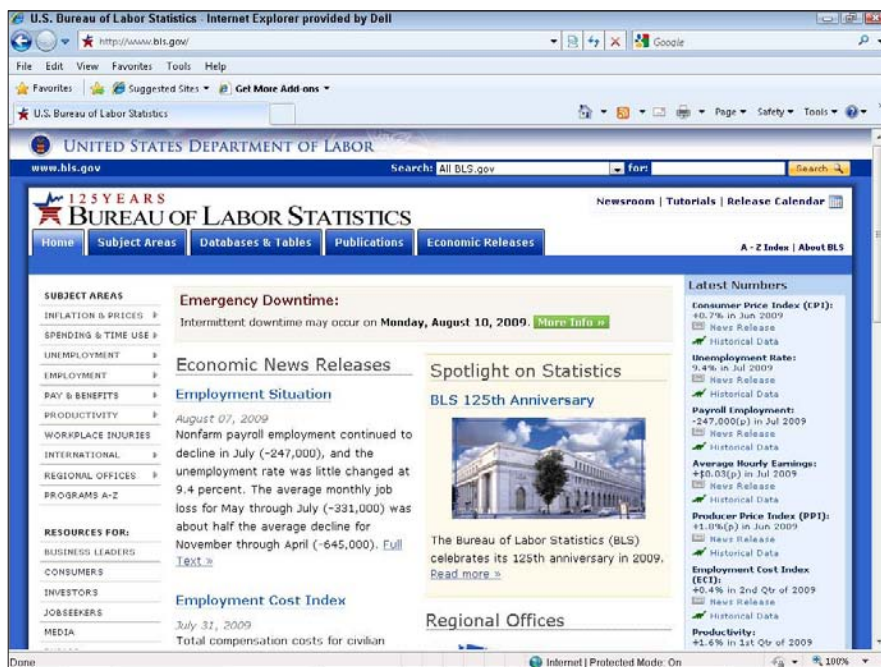 U.S. Bureau of Labor Statistics - Internet Explorer provided by Dell
http://www.bls.gov/
Google
File Edit View Favorites Tools Help
Favorites Suggested Sites Get More Add-ons
U.S. Bureau of Labor Statistics
Page Safety Tools
UNITED STATES DEPARTMENT OF LABOR
www.bls.gov Search: All BLS.gov for: Search
125 YEARS
BUREAU OF LABOR STATISTICS
Newsroom | Tutorials | Release Calendar
Home Subject Areas Databases & Tables Publications Economic Releases
A - Z Index | About BLS
SUBJECT AREAS
INFLATION & PRICES
SPENDING & TIME USE
UNEMPLOYMENT
EMPLOYMENT
PAY & BENEFITS
PRODUCTIVITY
WORKPLACE INJURIES
INTERNATIONAL
REGIONAL OFFICES
PROGRAMS A-Z
RESOURCES FOR:
BUSINESS LEADERS
CONSUMERS
INVESTORS
JOBSEEKERS
MEDIA
Emergency Downtime:
Intermittent downtime may occur on Monday, August 10, 2009. More Info »
Economic News Releases
Employment Situation
August 07, 2009
Nonfarm payroll employment continued to
decline in July (-247,000), and the
unemployment rate was little changed at
9.4 percent. The average monthly job
loss for May through July (-331,000) was
about half the average decline for
November through April (-645,000). Full
Text »
Employment Cost Index
July 31, 2009
Total compensation costs for civilian
Spotlight on Statistics
BLS 125th Anniversary
The Bureau of Labor Statistics (BLS)
celebrates its 125th anniversary in 2009.
Read more »
Regional Offices
Latest Numbers
Consumer Price Index (CPI):
+0.7% in Jun 2009
News Release
Historical Data
Unemployment Rate:
9.4% in Jul 2009
News Release
Historical Data
Payroll Employment:
-247,000(p) in Jul 2009
News Release
Historical Data
Average Hourly Earnings:
+$0.03(p) in Jul 2009
News Release
Historical Data
Producer Price Index (PPI):
+1.8%(p) in Jun 2009
News Release
Historical Data
Employment Cost Index
(ECI):
+0.4% in 2nd Qtr of 2009
News Release
Historical Data
Productivity:
+1.6% in 1st Qtr of 2009
Done Internet | Protected Mode: On 100%